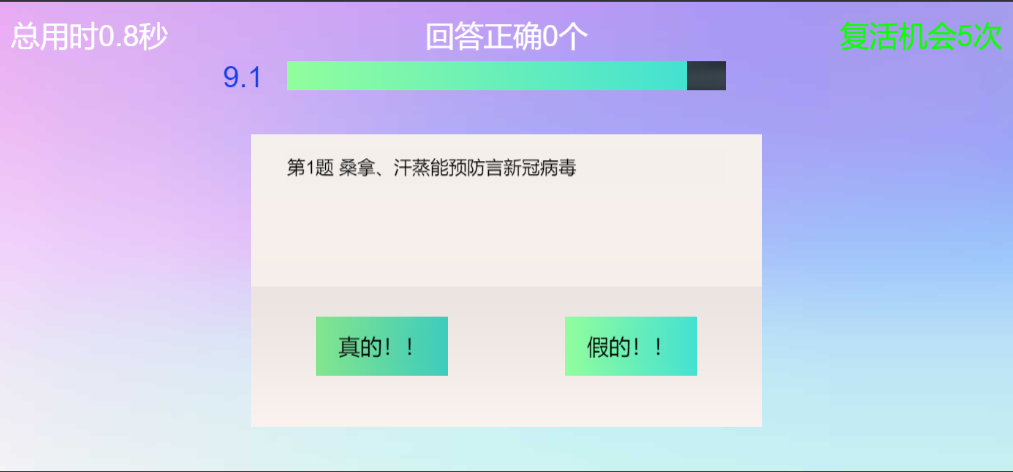 总用时0.8秒 回答正确0个 复活机会5次
9.1
第1题 桑拿、汗蒸能预防言新冠病毒
真的！！ 假的！！